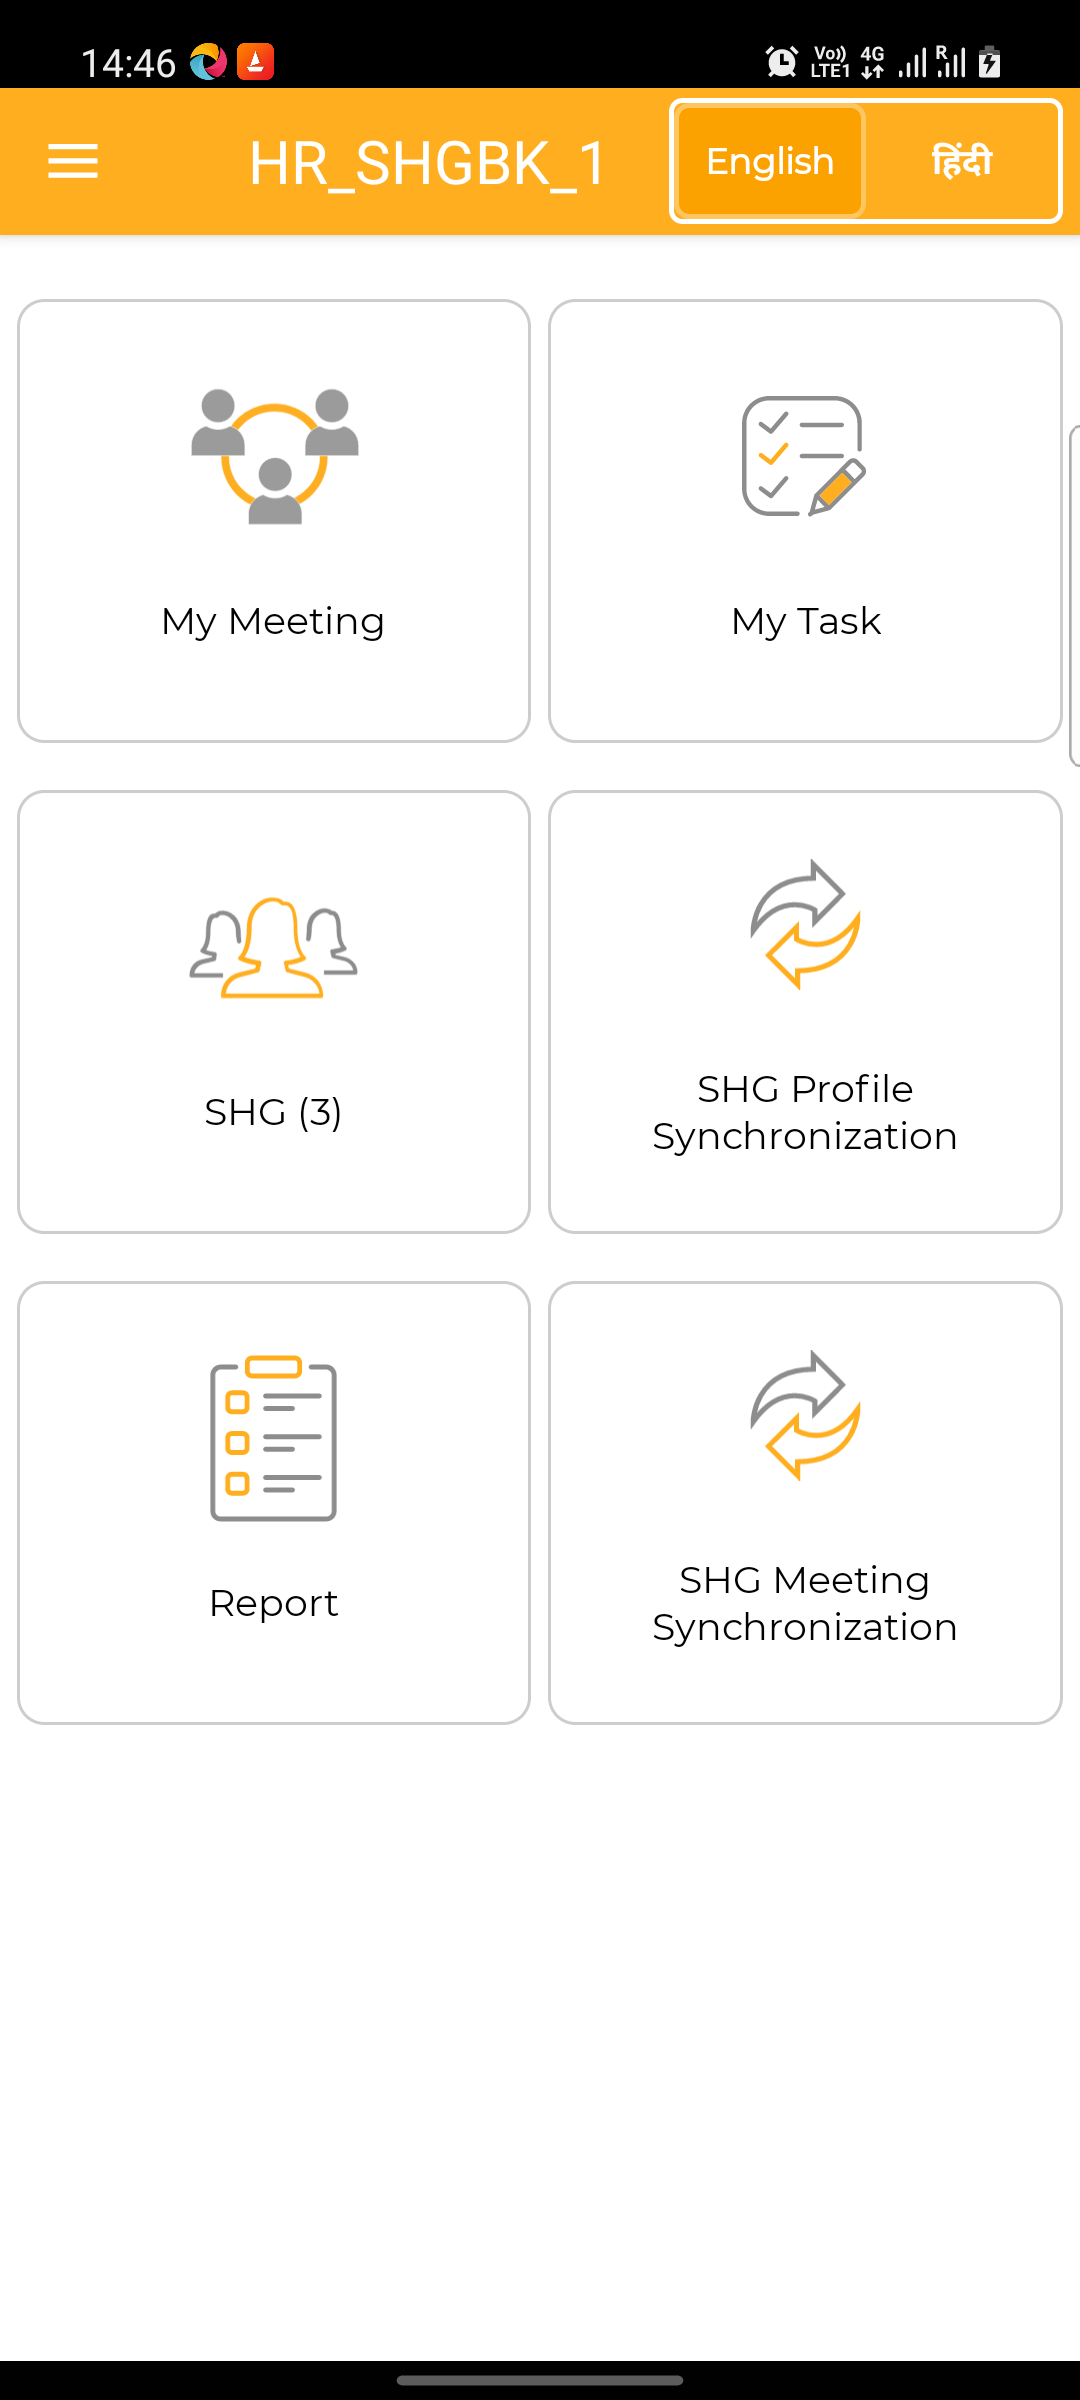 14:46
Vo)) LTE1 4G R
HR_SHGBK_1
English
हिंदी
My Meeting
My Task
SHG (3)
SHG Profile
Synchronization
Report
SHG Meeting
Synchronization